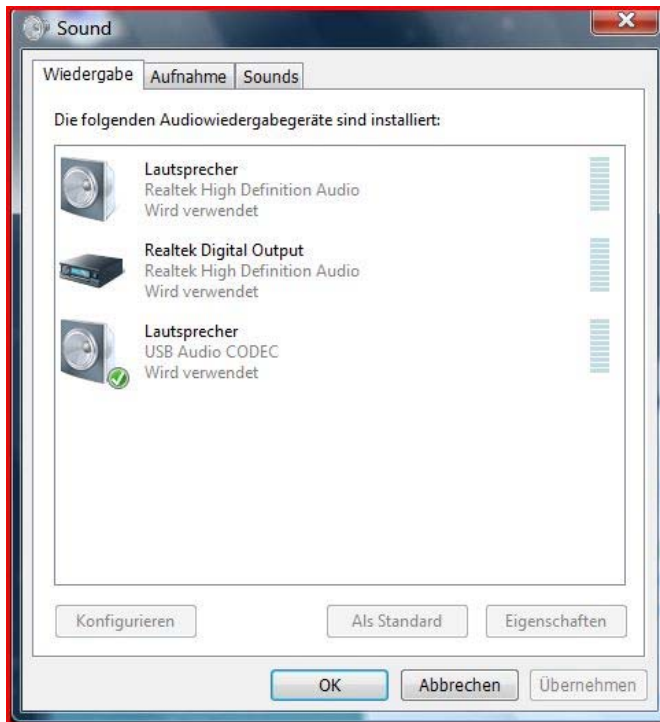 Sound
Wiedergabe Aufnahme Sounds
Die folgenden Audiowiedergabegeräte sind installiert:
Lautsprecher
Realtek High Definition Audio
Wird verwendet
Realtek Digital Output
Realtek High Definition Audio
Wird verwendet
Lautsprecher
USB Audio CODEC
Wird verwendet
Konfigurieren Als Standard Eigenschaften
OK Abbrechen Übernehmen